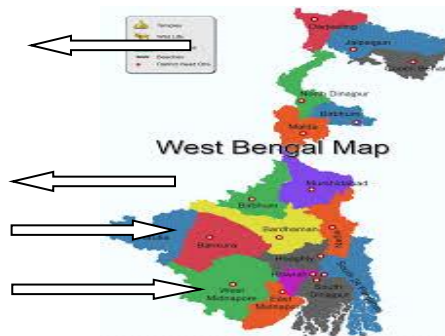 Temples
Wild Life
Beaches
District Head Qtrs.
Darjeeling
Jalpaiguri
North Dinajpur
Birbhum
Malda
West Bengal Map
Murshidabad
Birbhum
Bardhaman
Bankura
Hooghly
Howrah
West
Midnapore
East
Midnapore
South
Dinajpur